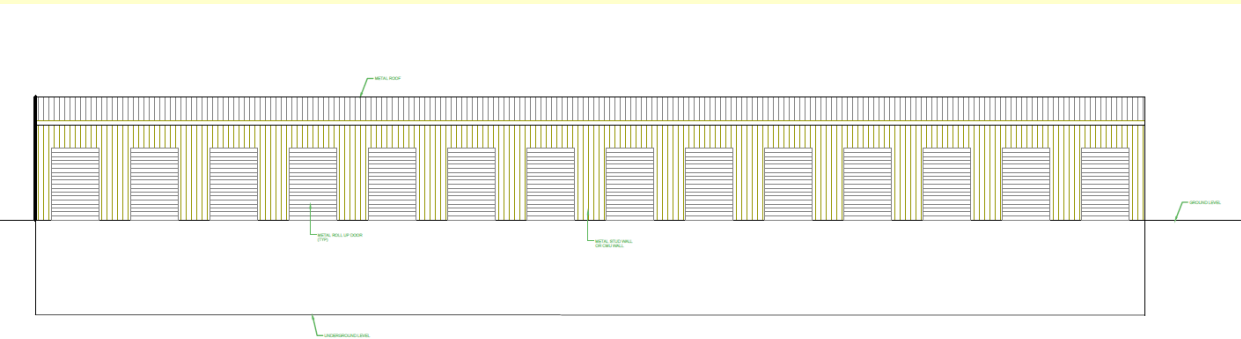 METAL ROOF
GROUND LEVEL
METAL ROLL UP DOOR
(TYP)
METAL STUD WALL
OR CMU WALL
UNDERGROUND LEVEL